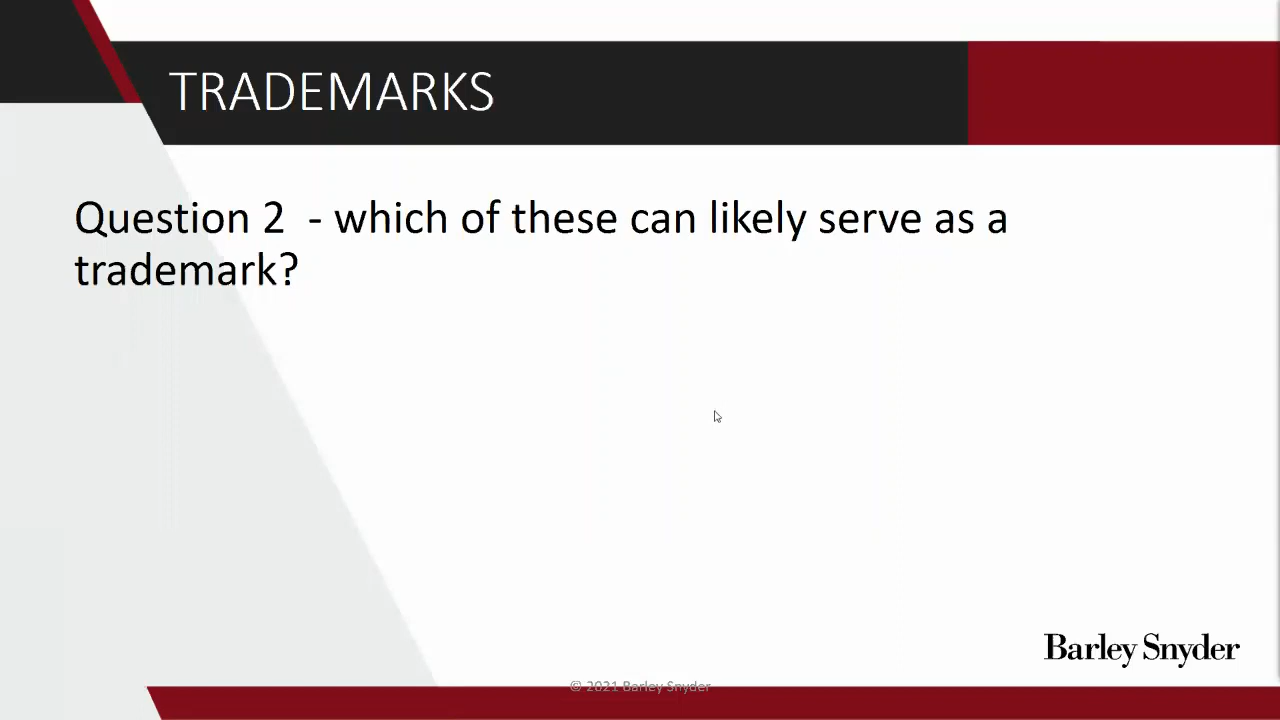 TRADEMARKS
Question 2  - which of these can likely serve as a
trademark?
Barley Snyder
© 2021 Barley Snyder